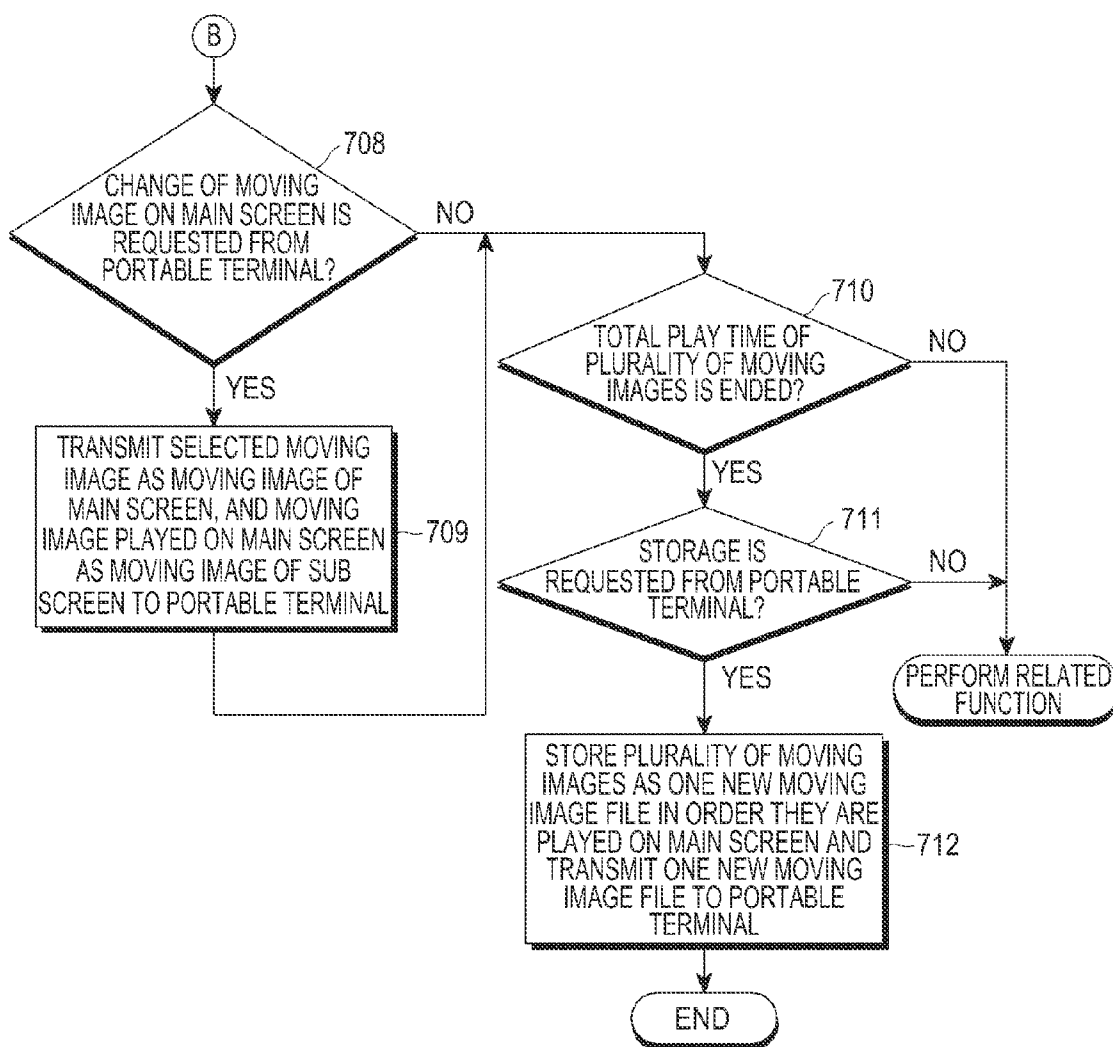 B
708
CHANGE OF MOVING
IMAGE ON MAIN SCREEN IS
REQUESTED FROM
PORTABLE TERMINAL?
NO
YES
TRANSMIT SELECTED MOVING
IMAGE AS MOVING IMAGE OF
MAIN SCREEN, AND MOVING
IMAGE PLAYED ON MAIN SCREEN
AS MOVING IMAGE OF SUB
SCREEN TO PORTABLE TERMINAL
709
710
TOTAL PLAY TIME OF
PLURALITY OF MOVING
IMAGES IS ENDED?
NO
YES
711
STORAGE IS
REQUESTED FROM PORTABLE
TERMINAL?
NO
YES
PERFORM RELATED
FUNCTION
STORE PLURALITY OF MOVING
IMAGES AS ONE NEW MOVING
IMAGE FILE IN ORDER THEY ARE
PLAYED ON MAIN SCREEN AND
TRANSMIT ONE NEW MOVING
IMAGE FILE TO PORTABLE
TERMINAL
712
END